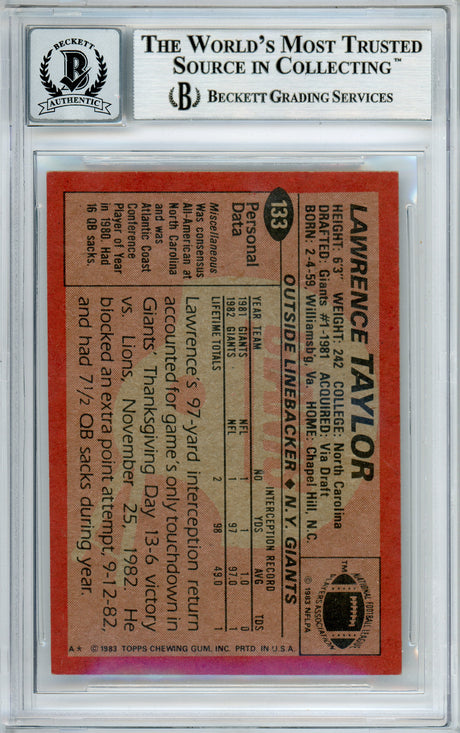 BECKETT
B
AUTHENTIC
THE WORLD'S MOST TRUSTED
SOURCE IN COLLECTING™
B BECKETT GRADING SERVICES
133
LAWRENCE TAYLOR
HEIGHT: 6'3" WEIGHT: 242 COLLEGE: North Carolina
DRAFTED: Giants #1-1981 ACQUIRED: Via Draft
BORN: 2-4-59, Williamsbg, Va. HOME: Chapel Hill, N.C.
OUTSIDE LINEBACKER ◆ N.Y. GIANTS
NATIONAL FOOTBALL LEAGUE
PLAYERS ASSOCIATION
TM
© 1983 NFLPA
Personal
Data
Miscellaneous
Was consensus
All-American at
North Carolina
and was
Atlantic Coast
Conference
Player of Year
in 1980. Had
16 QB sacks.
INTERCEPTION RECORD
YEAR TEAM NO YDS AVG TDS
1981 GIANTS NFL 1 1 1.0 0
1982 GIANTS NFL 1 97 97.0 1
LIFETIME TOTALS 2 98 49.0 1
Lawrence's 97-yard interception return
accounted for game's only touchdown in
Giants' Thanksgiving Day 13-6 victory
vs. Lions, November 25, 1982. He
blocked an extra point attempt, 9-12-82,
and had 7½ QB sacks during year.
A* © 1983 TOPPS CHEWING GUM, INC. PRTD. IN U.S.A.